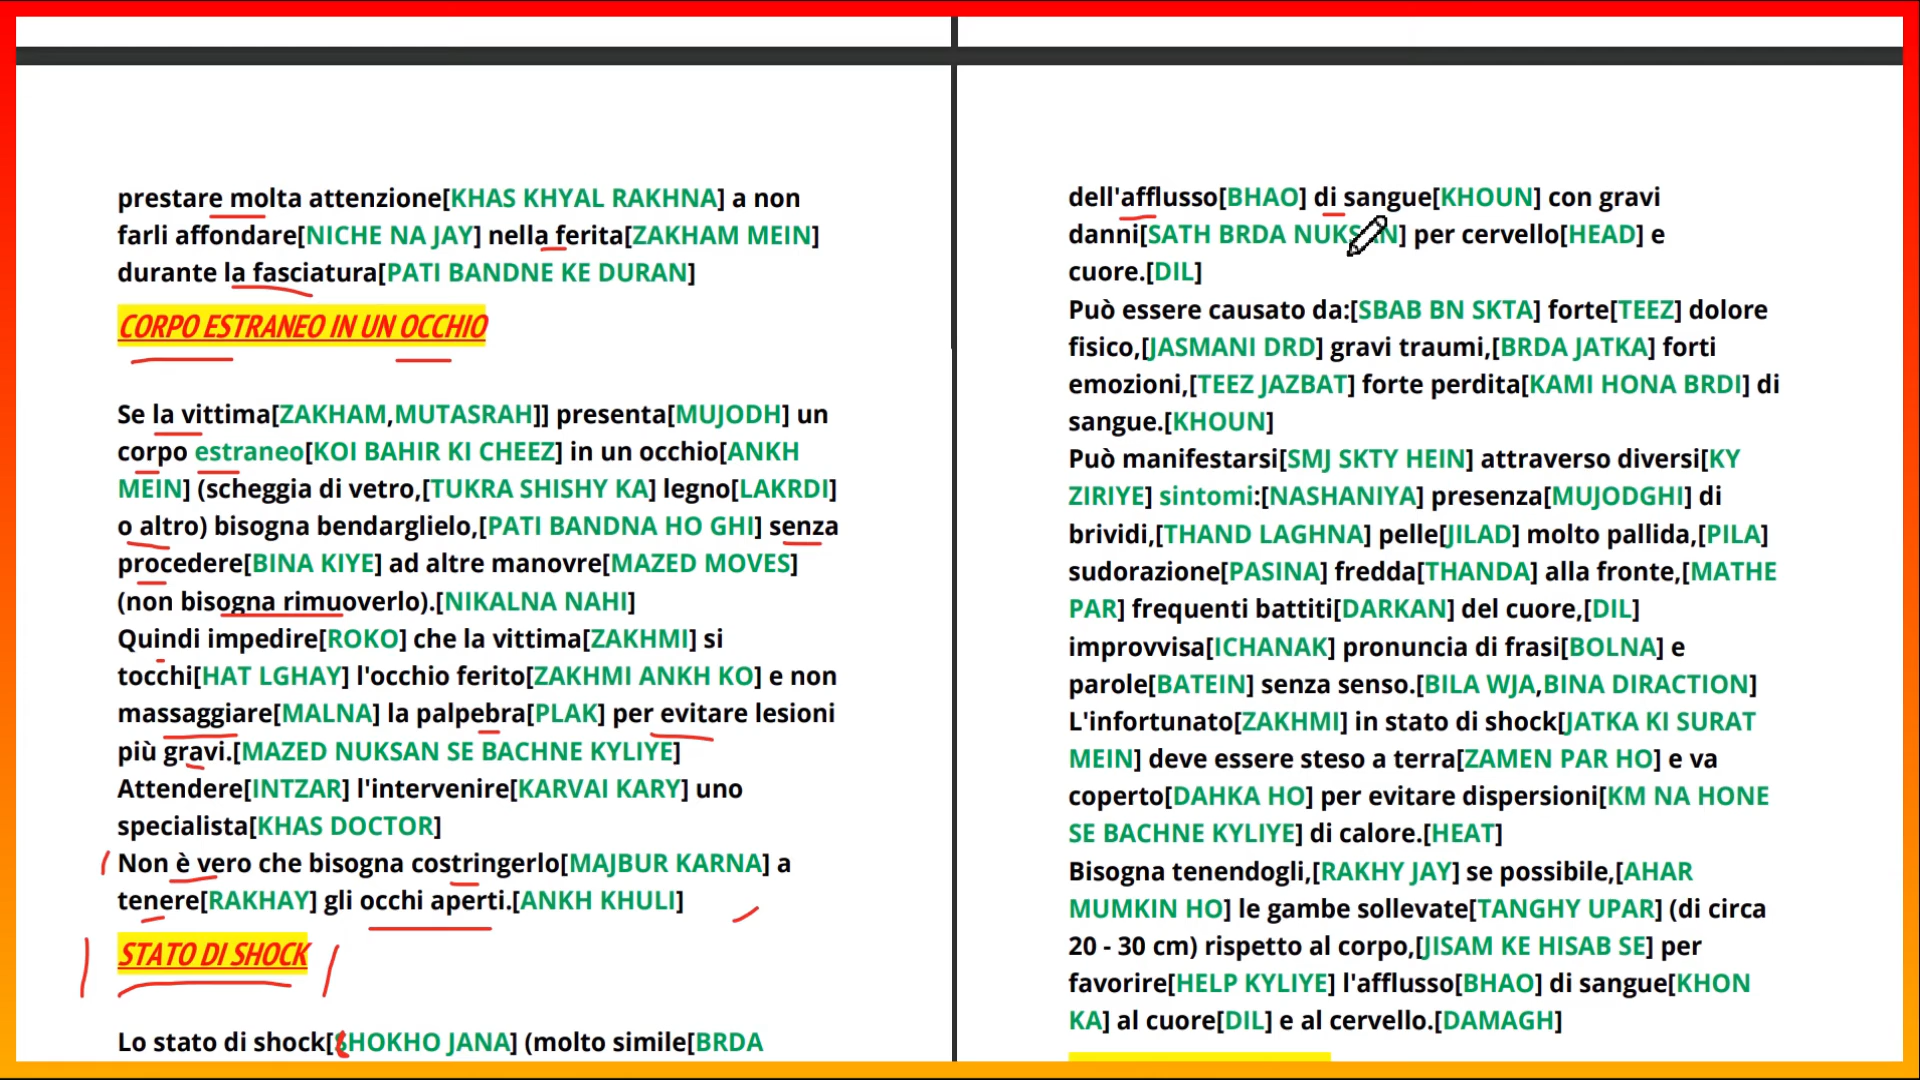 prestare molta attenzione[KHAS KHYAL RAKHNA] a non
farli affondare[NICHE NA JAY] nella ferita[ZAKHAM MEIN]
durante la fasciatura[PATI BANDNE KE DURAN]
CORPO ESTRANEO IN UN OCCHIO
Se la vittima[ZAKHAM,MUTASRAH]] presenta[MUJODH] un
corpo estraneo[KOI BAHIR KI CHEEZ] in un occhio[ANKH
MEIN] (scheggia di vetro,[TUKRA SHISHY KA] legno[LAKRDI]
o altro) bisogna bendarglielo,[PATI BANDNA HO GHI] senza
procedere[BINA KIYE] ad altre manovre[MAZED MOVES]
(non bisogna rimuoverlo).[NIKALNA NAHI]
Quindi impedire[ROKO] che la vittima[ZAKHMI] si
tocchi[HAT LGHAY] l'occhio ferito[ZAKHMI ANKH KO] e non
massaggiare[MALNA] la palpebra[PLAK] per evitare lesioni
più gravi.[MAZED NUKSAN SE BACHNE KYLIYE]
Attendere[INTZAR] l'intervenire[KARVAI KARY] uno
specialista[KHAS DOCTOR]
Non è vero che bisogna costringerlo[MAJBUR KARNA] a
tenere[RAKHAY] gli occhi aperti.[ANKH KHULI]
STATO DI SHOCK
Lo stato di shock[SHOKHO JANA] (molto simile[BRDA
dell'afflusso[BHAO] di sangue[KHOUN] con gravi
danni[SATH BRDA NUKSAN] per cervello[HEAD] e
cuore.[DIL]
Può essere causato da:[SBAB BN SKTA] forte[TEEZ] dolore
fisico,[JASMANI DRD] gravi traumi,[BRDA JATKA] forti
emozioni,[TEEZ JAZBAT] forte perdita[KAMI HONA BRDI] di
sangue.[KHOUN]
Può manifestarsi[SMJ SKTY HEIN] attraverso diversi[KY
ZIRIYE] sintomi:[NASHANIYA] presenza[MUJODGHI] di
brividi,[THAND LAGHNA] pelle[JILAD] molto pallida,[PILA]
sudorazione[PASINA] fredda[THANDA] alla fronte,[MATHE
PAR] frequenti battiti[DARKAN] del cuore,[DIL]
improvvisa[ICHANAK] pronuncia di frasi[BOLNA] e
parole[BATEIN] senza senso.[BILA WJA,BINA DIRACTION]
L'infortunato[ZAKHMI] in stato di shock[JATKA KI SURAT
MEIN] deve essere steso a terra[ZAMEN PAR HO] e va
coperto[DAHKA HO] per evitare dispersioni[KM NA HONE
SE BACHNE KYLIYE] di calore.[HEAT]
Bisogna tenendogli,[RAKHY JAY] se possibile,[AHAR
MUMKIN HO] le gambe sollevate[TANGHY UPAR] (di circa
20 - 30 cm) rispetto al corpo,[JISAM KE HISAB SE] per
favorire[HELP KYLIYE] l'afflusso[BHAO] di sangue[KHON
KA] al cuore[DIL] e al cervello.[DAMAGH]